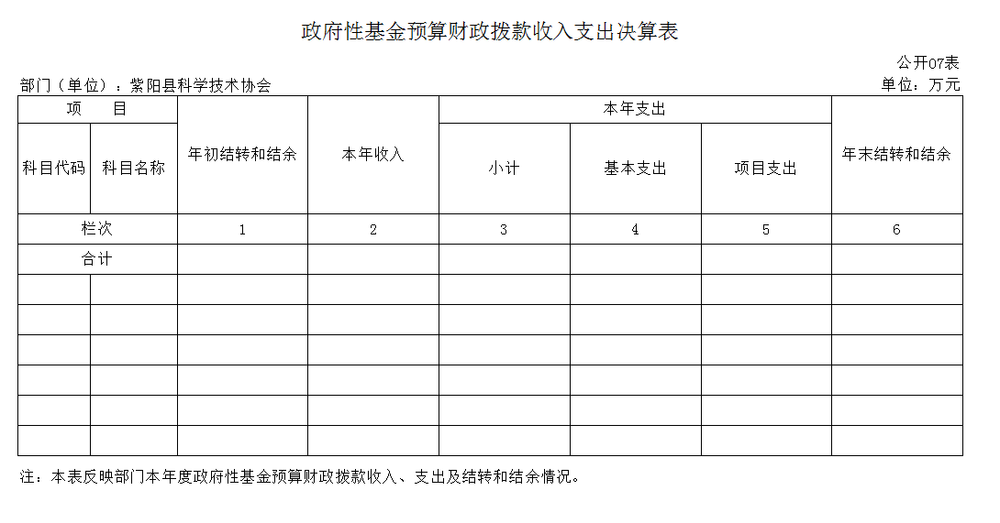 政府性基金预算财政拨款收入支出决算表
公开07表
部门（单位）：紫阳县科学技术协会 单位：万元
项 目 年初结转和结余 本年收入 本年支出 年末结转和结余
科目代码 科目名称 小计 基本支出 项目支出
栏次 1 2 3 4 5 6
合计
注：本表反映部门本年度政府性基金预算财政拨款收入、支出及结转和结余情况。